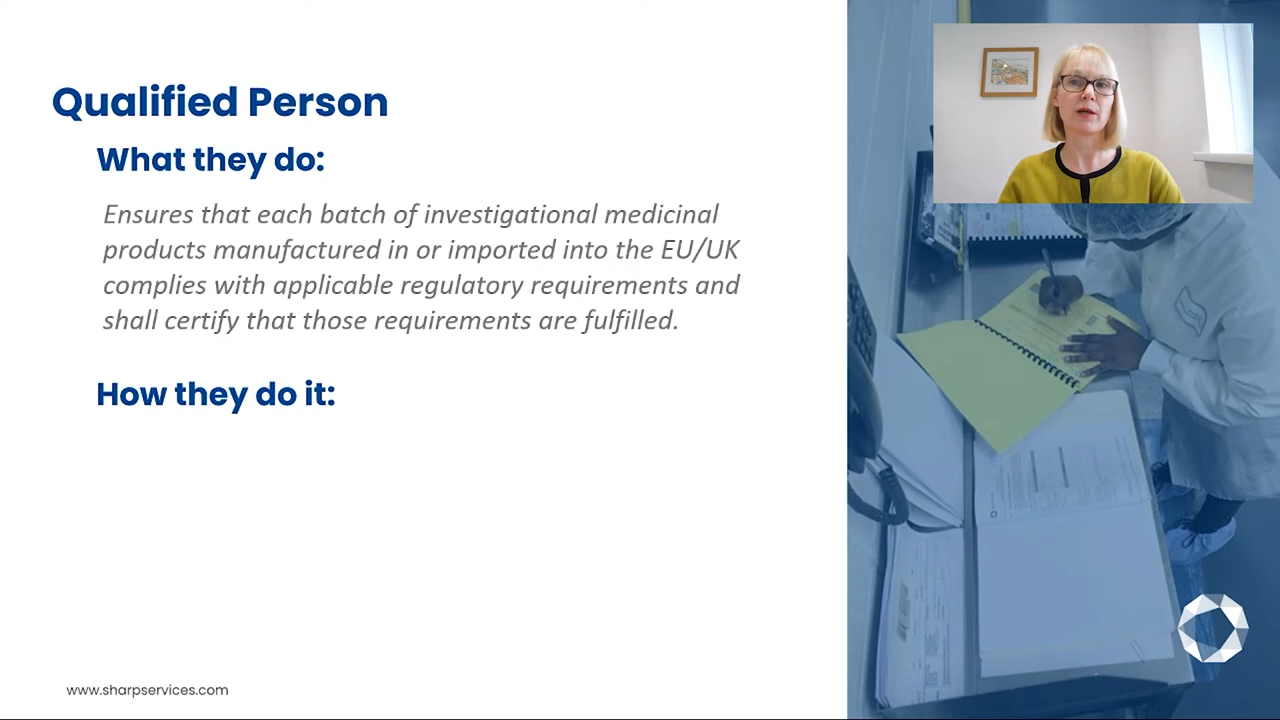 Qualified Person
What they do:
Ensures that each batch of investigational medicinal
products manufactured in or imported into the EU/UK
complies with applicable regulatory requirements and
shall certify that those requirements are fulfilled.
How they do it:
www.sharpservices.com